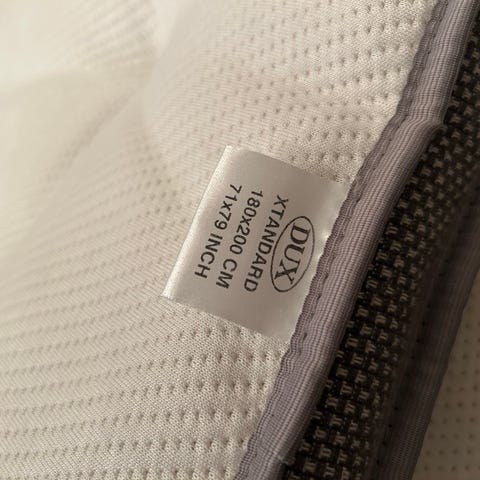 DUX
XTANDARD
180x200 CM
71x79 INCH